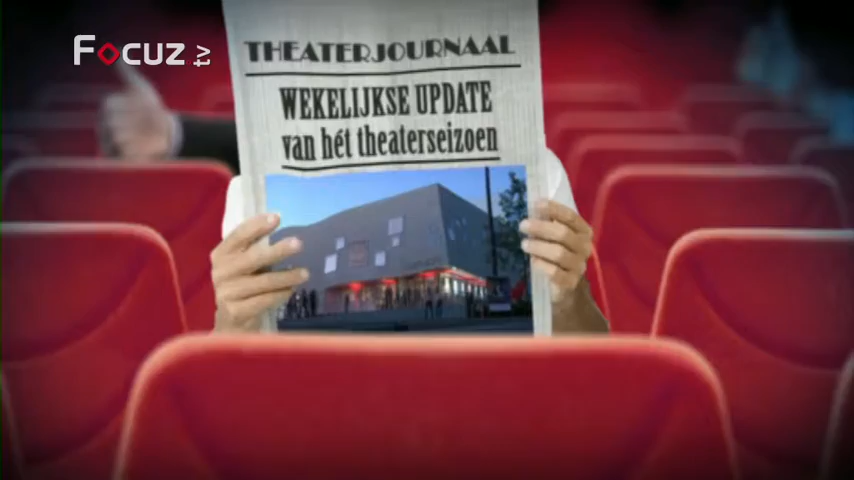 Focuz.tv
THEATERJOURNAAL
WEKELIJKSE UPDATE
van hét theaterseizoen